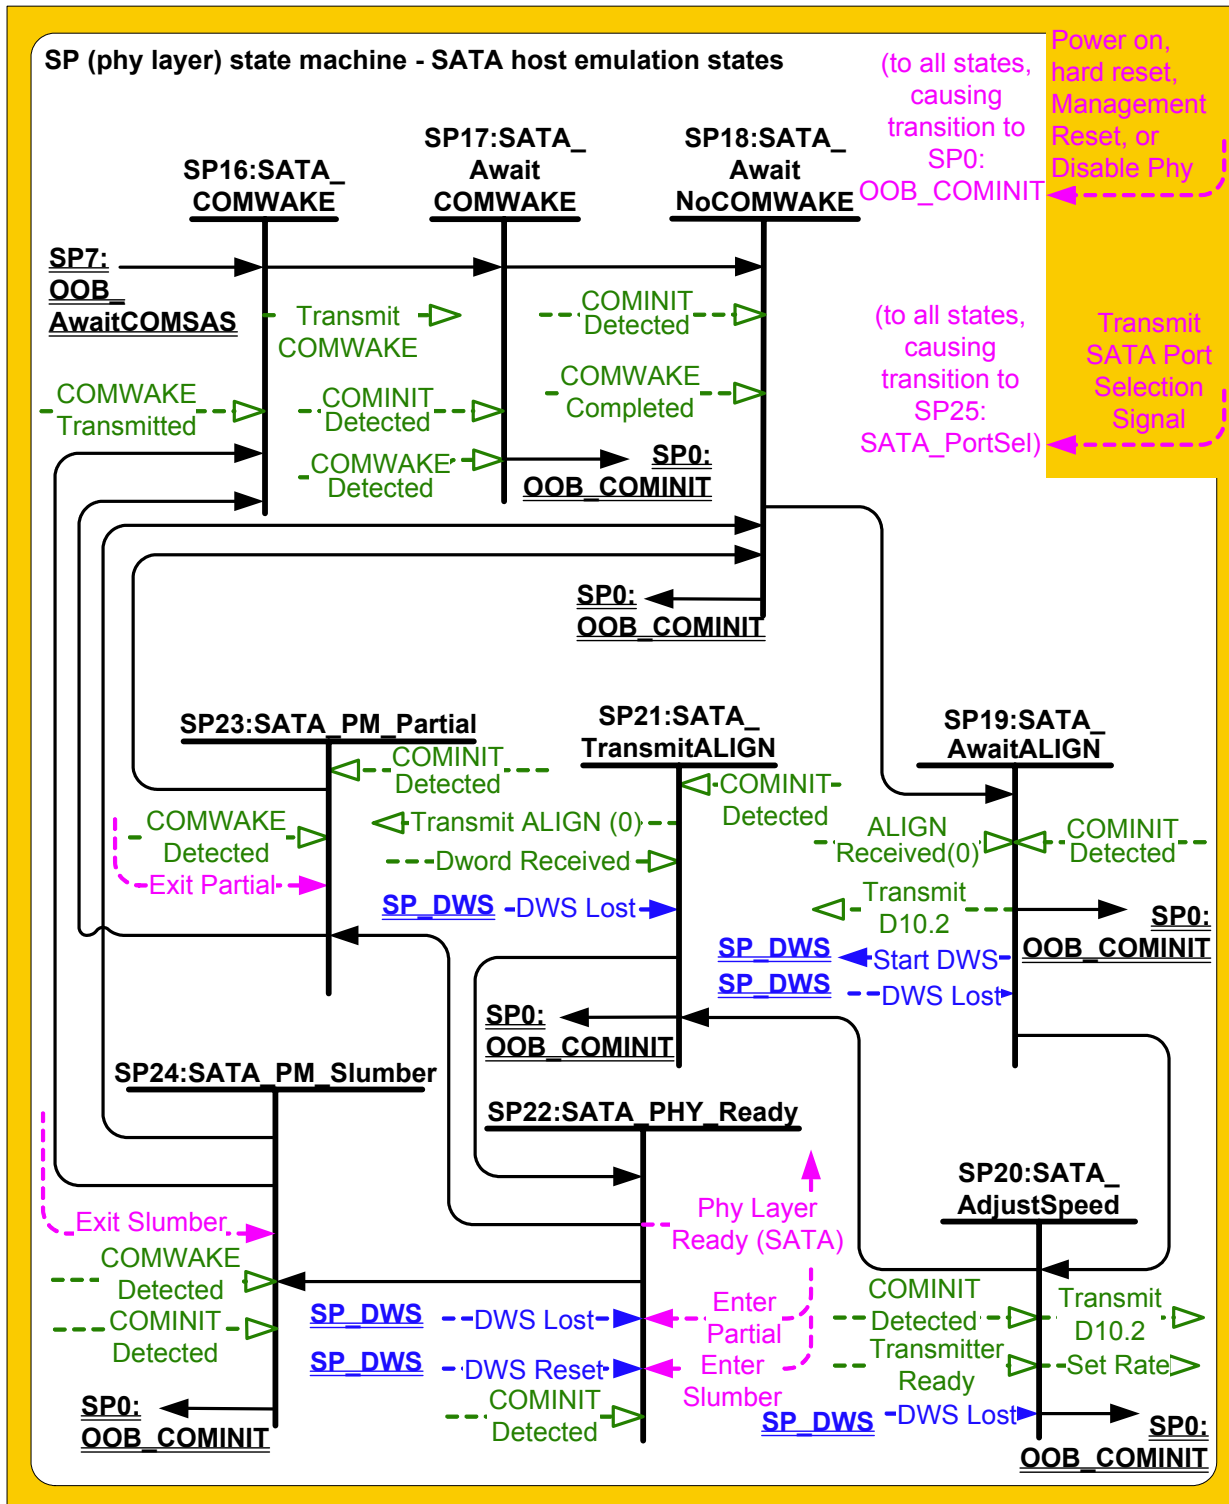 SP (phy layer) state machine - SATA host emulation states
(to all states,
causing
transition to
SP0:
OOB_COMINIT
Power on,
hard reset,
Management
Reset, or
Disable Phy
SP16:SATA_
COMWAKE
SP17:SATA_
Await
COMWAKE
SP18:SATA_
Await
NoCOMWAKE
SP7:
OOB_
AwaitCOMSAS
Transmit
COMWAKE
COMINIT
Detected
(to all states,
causing
transition to
SP25:
SATA_PortSel)
Transmit
SATA Port
Selection
Signal
COMWAKE
Transmitted
COMINIT
Detected
COMWAKE
Completed
COMWAKE
Detected
SP0:
OOB_COMINIT
SP0:
OOB_COMINIT
SP23:SATA_PM_Partial
SP21:SATA_
TransmitALIGN
SP19:SATA_
AwaitALIGN
COMINIT
Detected
COMINIT
Detected
COMWAKE
Detected
Exit Partial
Transmit ALIGN (0)
Dword Received
SP_DWS DWS Lost
ALIGN
Received(0)
COMINIT
Detected
Transmit
D10.2
SP0:
OOB_COMINIT
SP_DWS Start DWS
SP_DWS DWS Lost
SP0:
OOB_COMINIT
SP24:SATA_PM_Slumber
SP22:SATA_PHY_Ready
SP20:SATA_
AdjustSpeed
Exit Slumber
COMWAKE
Detected
COMINIT
Detected
SP0:
OOB_COMINIT
Phy Layer
Ready (SATA)
SP_DWS DWS Lost
Enter
Partial
SP_DWS DWS Reset
Enter
Slumber
COMINIT
Detected
COMINIT
Detected
Transmit
D10.2
Transmitter
Ready
Set Rate
SP_DWS DWS Lost
SP0:
OOB_COMINIT